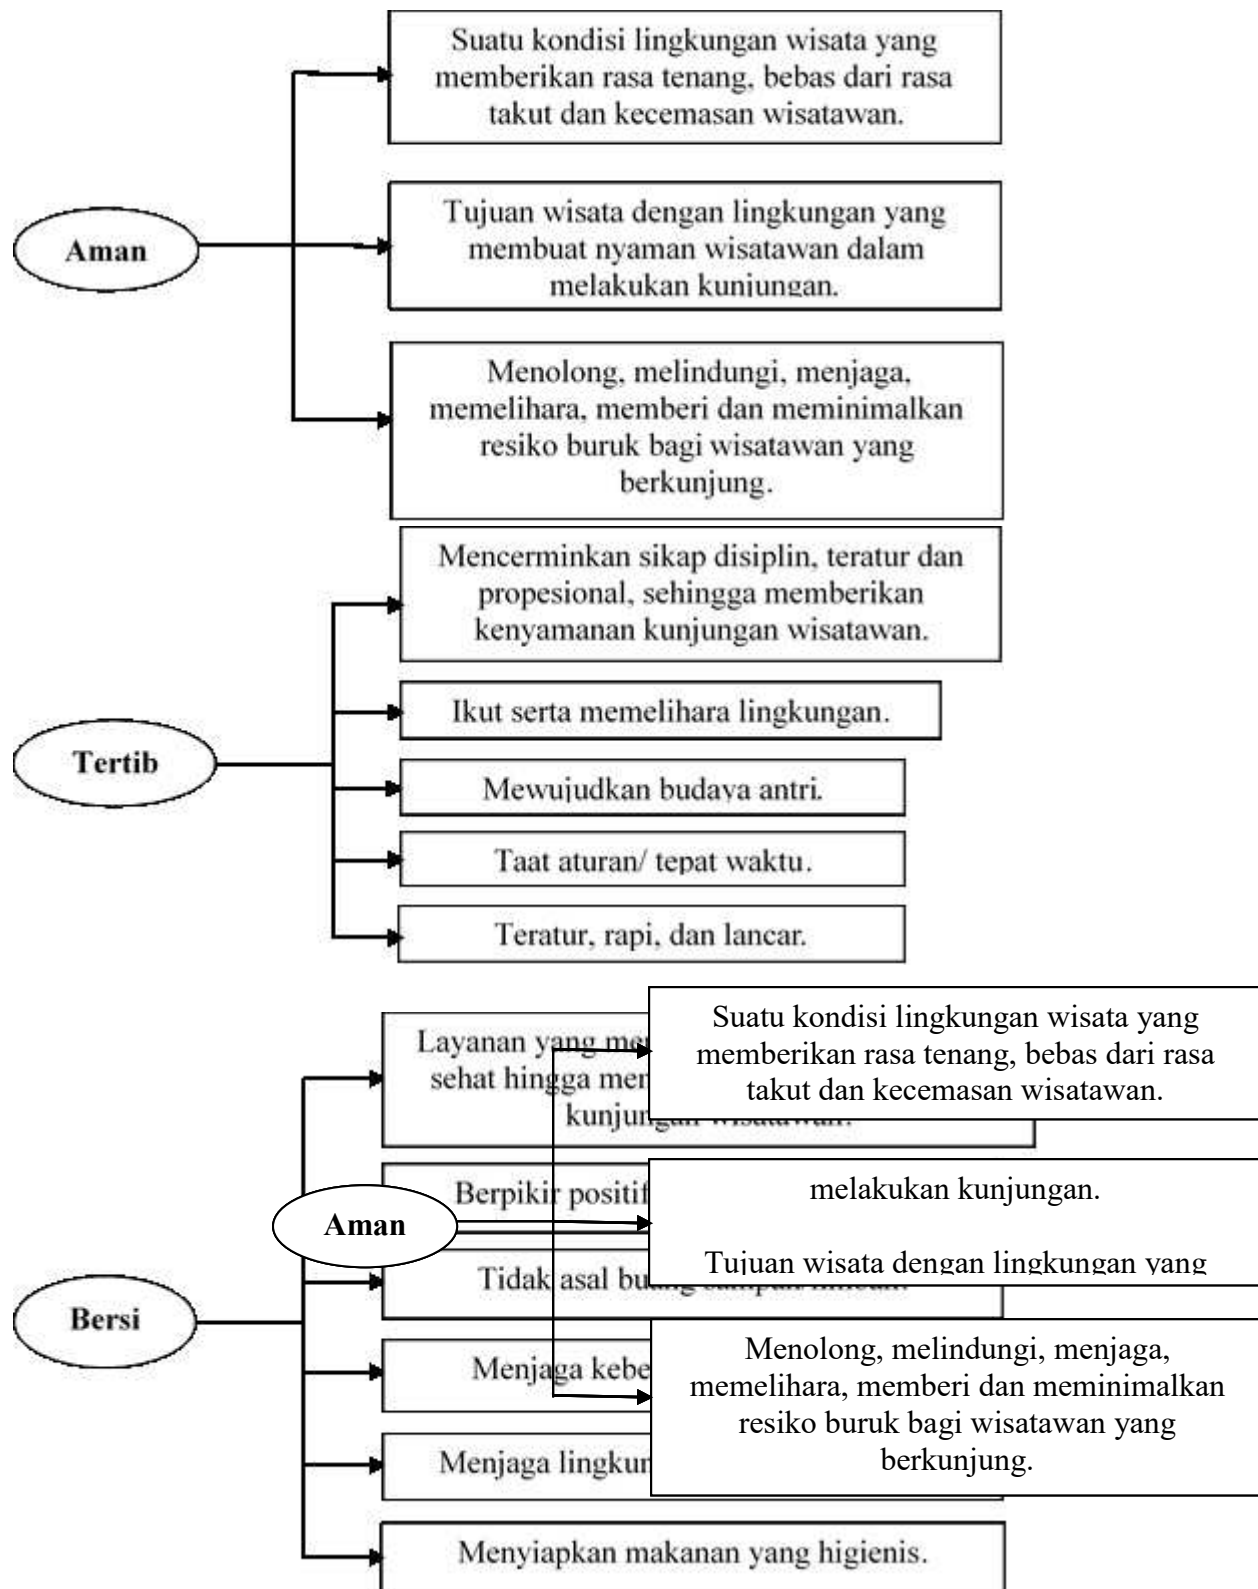 Suatu kondisi lingkungan wisata yang
memberikan rasa tenang, bebas dari rasa
takut dan kecemasan wisatawan.
Aman
Tujuan wisata dengan lingkungan yang
membuat nyaman wisatawan dalam
melakukan kunjungan.
Menolong, melindungi, menjaga,
memelihara, memberi dan meminimalkan
resiko buruk bagi wisatawan yang
berkunjung.
Mencerminkan sikap disiplin, teratur dan
propesional, sehingga memberikan
kenyamanan kunjungan wisatawan.
Tertib
Ikut serta memelihara lingkungan.
Mewujudkan budaya antri.
Taat aturan/ tepat waktu.
Teratur, rapi, dan lancar.
Layanan yang
sehat hingga
kunjungan wisatawan.
Berpikir positif
Tidak asal buang sampah
Menjaga
Menjaga
Menyiapkan makanan yang higienis.
Bersi
Suatu kondisi lingkungan wisata yang
memberikan rasa tenang, bebas dari rasa
takut dan kecemasan wisatawan.
Aman
melakukan kunjungan.
Tujuan wisata dengan lingkungan yang
Menolong, melindungi, menjaga,
memelihara, memberi dan meminimalkan
resiko buruk bagi wisatawan yang
berkunjung.